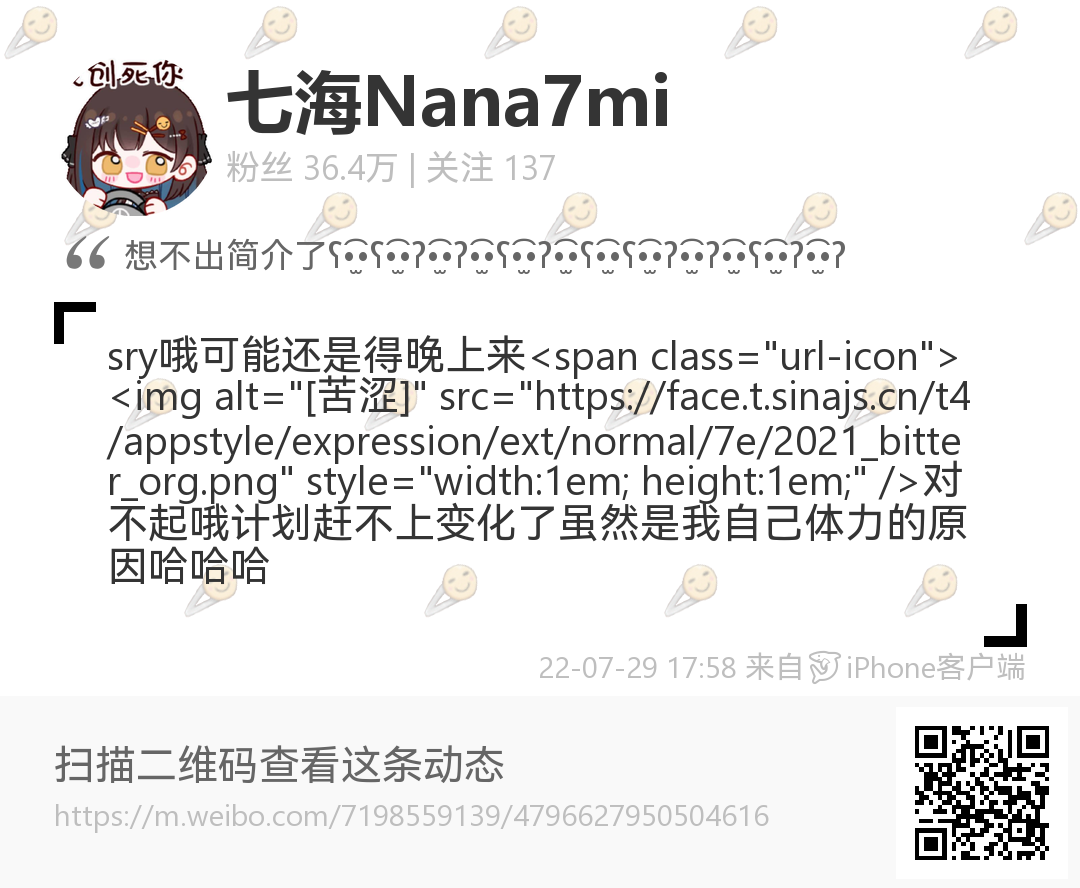 创死你
七海Nana7mi
粉丝 36.4万 | 关注 137
“ 想不出简介了ʕ•̫͡•ʕ•̫͡•ʔ•̫͡•ʔ•̫͡•ʕ•̫͡•ʔ•̫͡•ʕ•̫͡•ʕ•̫͡•ʔ•̫͡•ʔ•̫͡•ʕ•̫͡•ʔ•̫͡•ʔ
sry哦可能还是得晚上来<span class="url-icon">
<img alt="[苦涩]" src="https://face.t.sinajs.cn/t4
/appstyle/expression/ext/normal/7e/2021_bitte
r_org.png" style="width:1em; height:1em;" />对
不起哦计划赶不上变化了虽然是我自己体力的原
因哈哈哈
22-07-29 17:58 来自iPhone客户端
扫描二维码查看这条动态
https://m.weibo.com/7198559139/4796627950504616